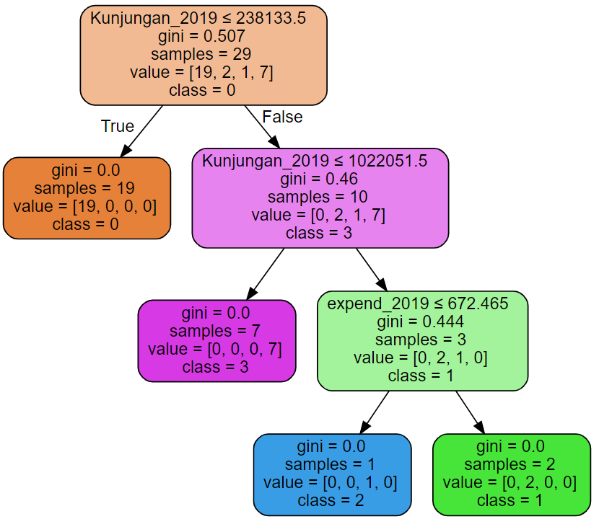 Kunjungan_2019 ≤ 238133.5
gini = 0.507
samples = 29
value = [19, 2, 1, 7]
class = 0
True
False
gini = 0.0
samples = 19
value = [19, 0, 0, 0]
class = 0
Kunjungan_2019 ≤ 1022051.5
gini = 0.46
samples = 10
value = [0, 2, 1, 7]
class = 3
gini = 0.0
samples = 7
value = [0, 0, 0, 7]
class = 3
expend_2019 ≤ 672.465
gini = 0.444
samples = 3
value = [0, 2, 1, 0]
class = 1
gini = 0.0
samples = 1
value = [0, 0, 1, 0]
class = 2
gini = 0.0
samples = 2
value = [0, 2, 0, 0]
class = 1